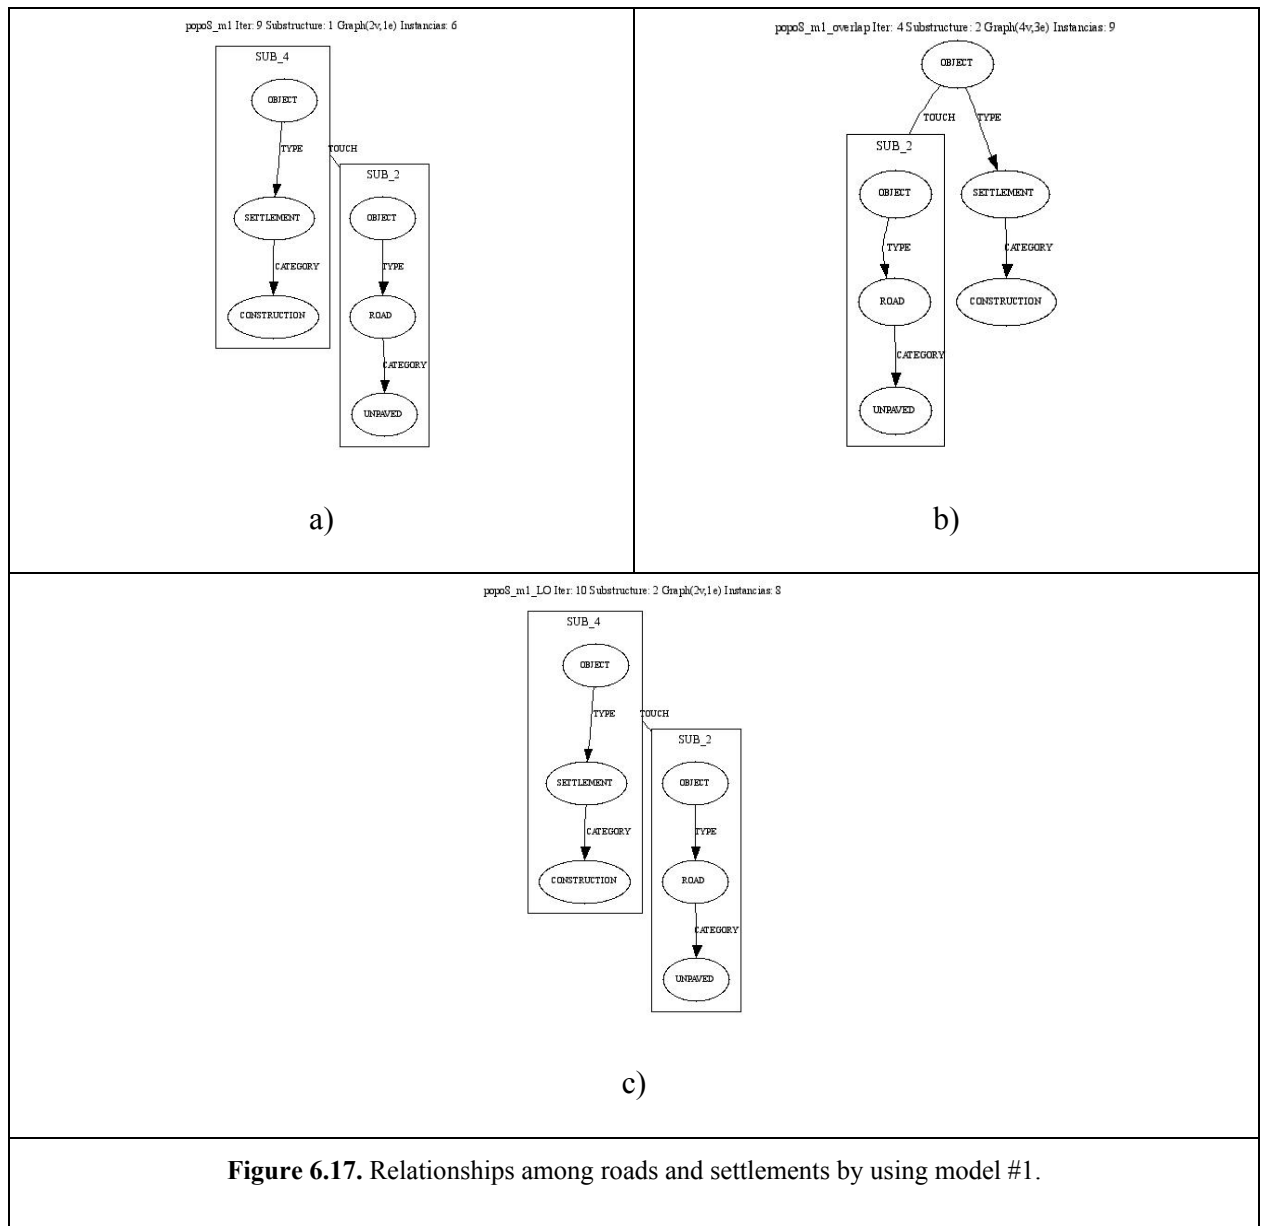 popo8_m1 Iter: 9 Substructure: 1 Graph(2v,1e) Instancias: 6
SUB_4
OBJECT
TYPE
TOUCH
SUB_2
SETTLEMENT
OBJECT
CATEGORY
TYPE
CONSTRUCTION
ROAD
CATEGORY
UNPAVED
a)
popo8_m1_overlap Iter: 4 Substructure: 2 Graph(4v,3e) Instancias: 9
OBJECT
TOUCH
TYPE
SUB_2
OBJECT
SETTLEMENT
TYPE
CATEGORY
ROAD
CONSTRUCTION
CATEGORY
UNPAVED
b)
popo8_m1_LO Iter: 10 Substructure: 2 Graph(2v,1e) Instancias: 8
SUB_4
OBJECT
TYPE
TOUCH
SUB_2
SETTLEMENT
OBJECT
CATEGORY
TYPE
CONSTRUCTION
ROAD
CATEGORY
UNPAVED
c)
Figure 6.17. Relationships among roads and settlements by using model #1.